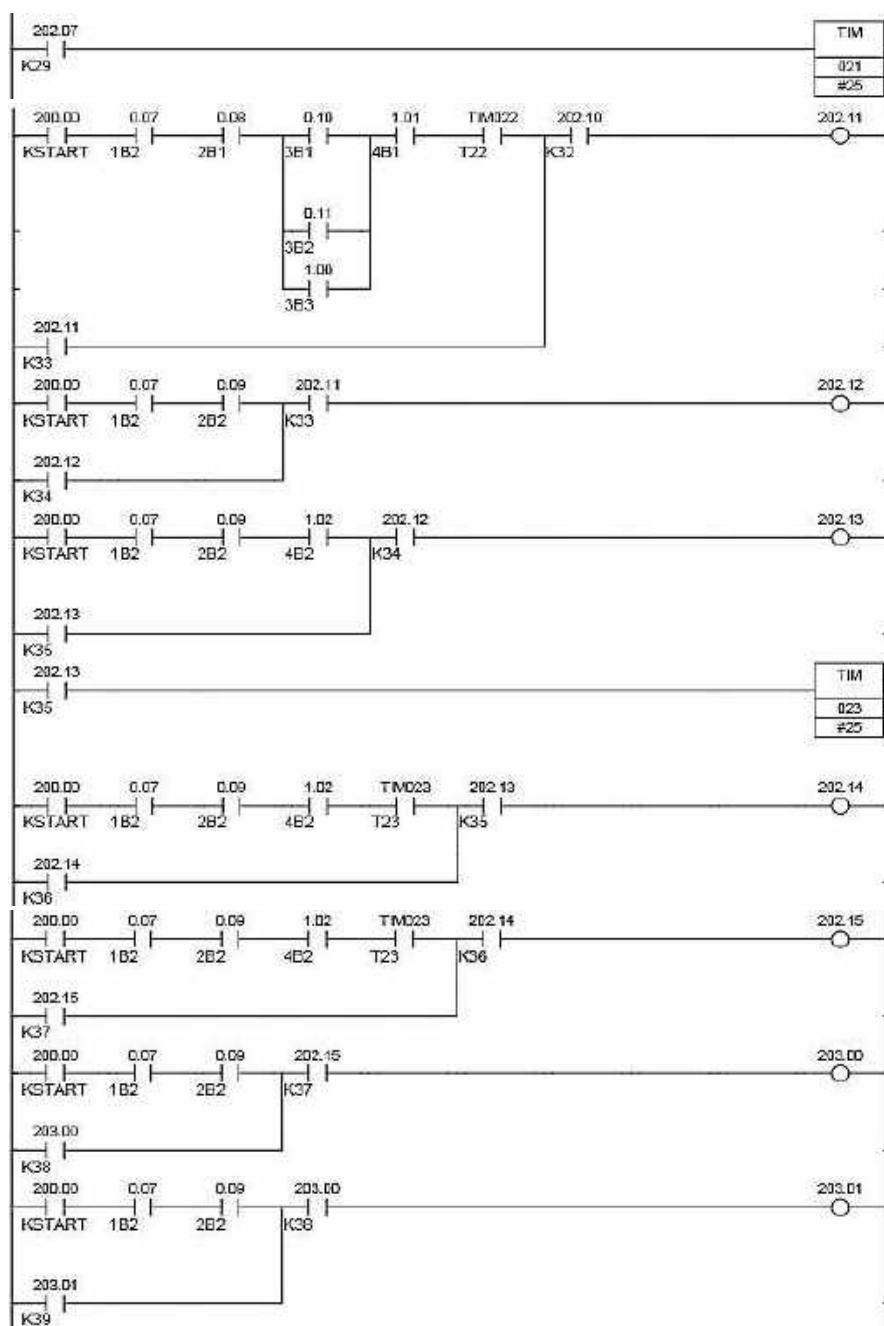 202.07 TIM
K29 021
#25
200.00 0.07 0.08 0.10 1.01 TIM022 202.10 202.11
KSTART 1B2 2B1 3B1 4B1 T22 K32
0.11
3B2
1.00
3B3
202.11
K33
200.00 0.07 0.09 202.11 202.12
KSTART 1B2 2B2 K33
202.12
K34
200.00 0.07 0.09 1.02 202.12 202.13
KSTART 1B2 2B2 4B2 K34
202.13
K35
202.13 TIM
K35 023
#25
200.00 0.07 0.09 1.02 TIM023 202.13 202.14
KSTART 1B2 2B2 4B2 T23 K35
202.14
K36
200.00 0.07 0.09 1.02 TIM023 202.14 202.15
KSTART 1B2 2B2 4B2 T23 K36
202.15
K37
200.00 0.07 0.09 202.15 203.00
KSTART 1B2 2B2 K37
203.00
K38
200.00 0.07 0.09 203.00 203.01
KSTART 1B2 2B2 K38
203.01
K39